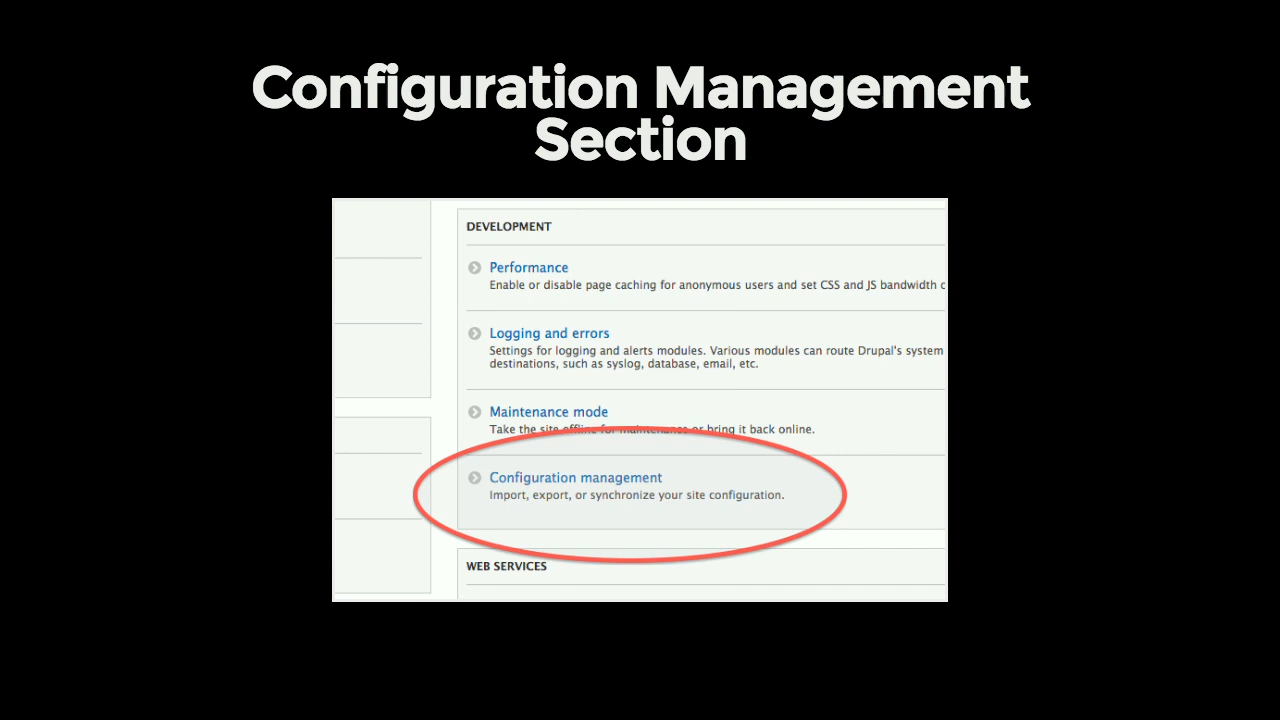 Configuration Management
Section
DEVELOPMENT
Performance
Enable or disable page caching for anonymous users and set CSS and JS bandwidth
Logging and errors
Settings for logging and alerts modules. Various modules can route Drupal's system
destinations, such as syslog, database, email, etc.
Maintenance mode
Take the site offline for maintenance or bring it back online.
Configuration management
Import, export, or synchronize your site configuration.
WEB SERVICES